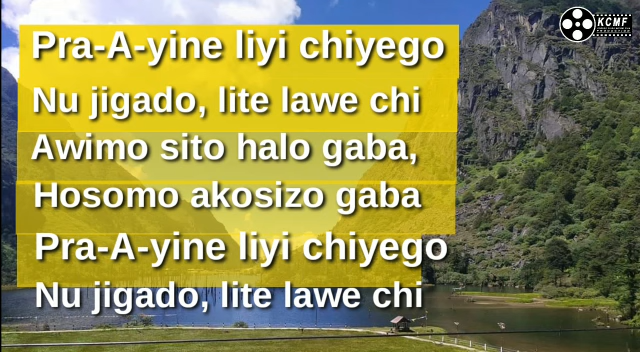 Pra-A-yine liyi chiyego
Nu jigado, lite lawe chi
Awimo sito halo gaba,
Hosomo akosizo gaba
Pra-A-yine liyi chiyego
Nu jigado, lite lawe chi
KCMF